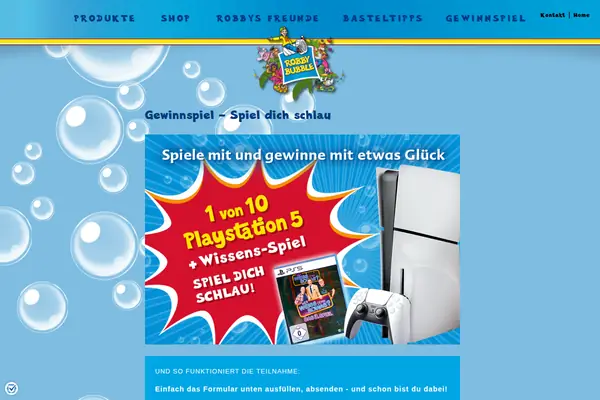 PRODUKTE SHOP ROBBYS FREUNDE BASTELTIPPS GEWINNSPIEL Kontakt | Home
ROBBY
BUBBLE
Gewinnspiel ~ Spiel dich schlau
Spiele mit und gewinne mit etwas Glück
1 von 10
Playstation 5
+ Wissens-Spiel
SPIEL DICH
SCHLAU!
PS5
UND SO FUNKTIONIERT DIE TEILNAHME:
Einfach das Formular unten ausfüllen, absenden - und schon bist du dabei!